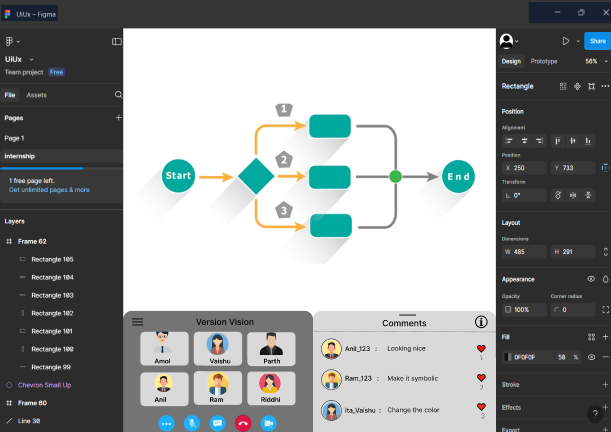 UiUx – Figma
UiUx
Team project Free
File Assets
Pages
Page 1
internship
1 free page left.
Get unlimited pages & more
Layers
Frame 62
Rectangle 105
Rectangle 104
Rectangle 103
Rectangle 102
Rectangle 101
Rectangle 100
Rectangle 99
Chevron Small Up
Frame 60
Line 30
Start
1
2
3
End
Version Vision
Amol Vaishu Parth
Anil Ram Riddhi
Comments
Anil_123 : Looking nice
1
Ram_123 : Make it symbolic
2
ita_Vaishu : Change the color
3
Share
Design Prototype 56%
Rectangle
Position
Alignment
Position
X 250 Y 733
Transform
0°
Layout
Dimensions
W 485 H 291
Appearance
Opacity Corner radius
100% 0
Fill
0F0F0F 58 %
Stroke
Effects
?
Export